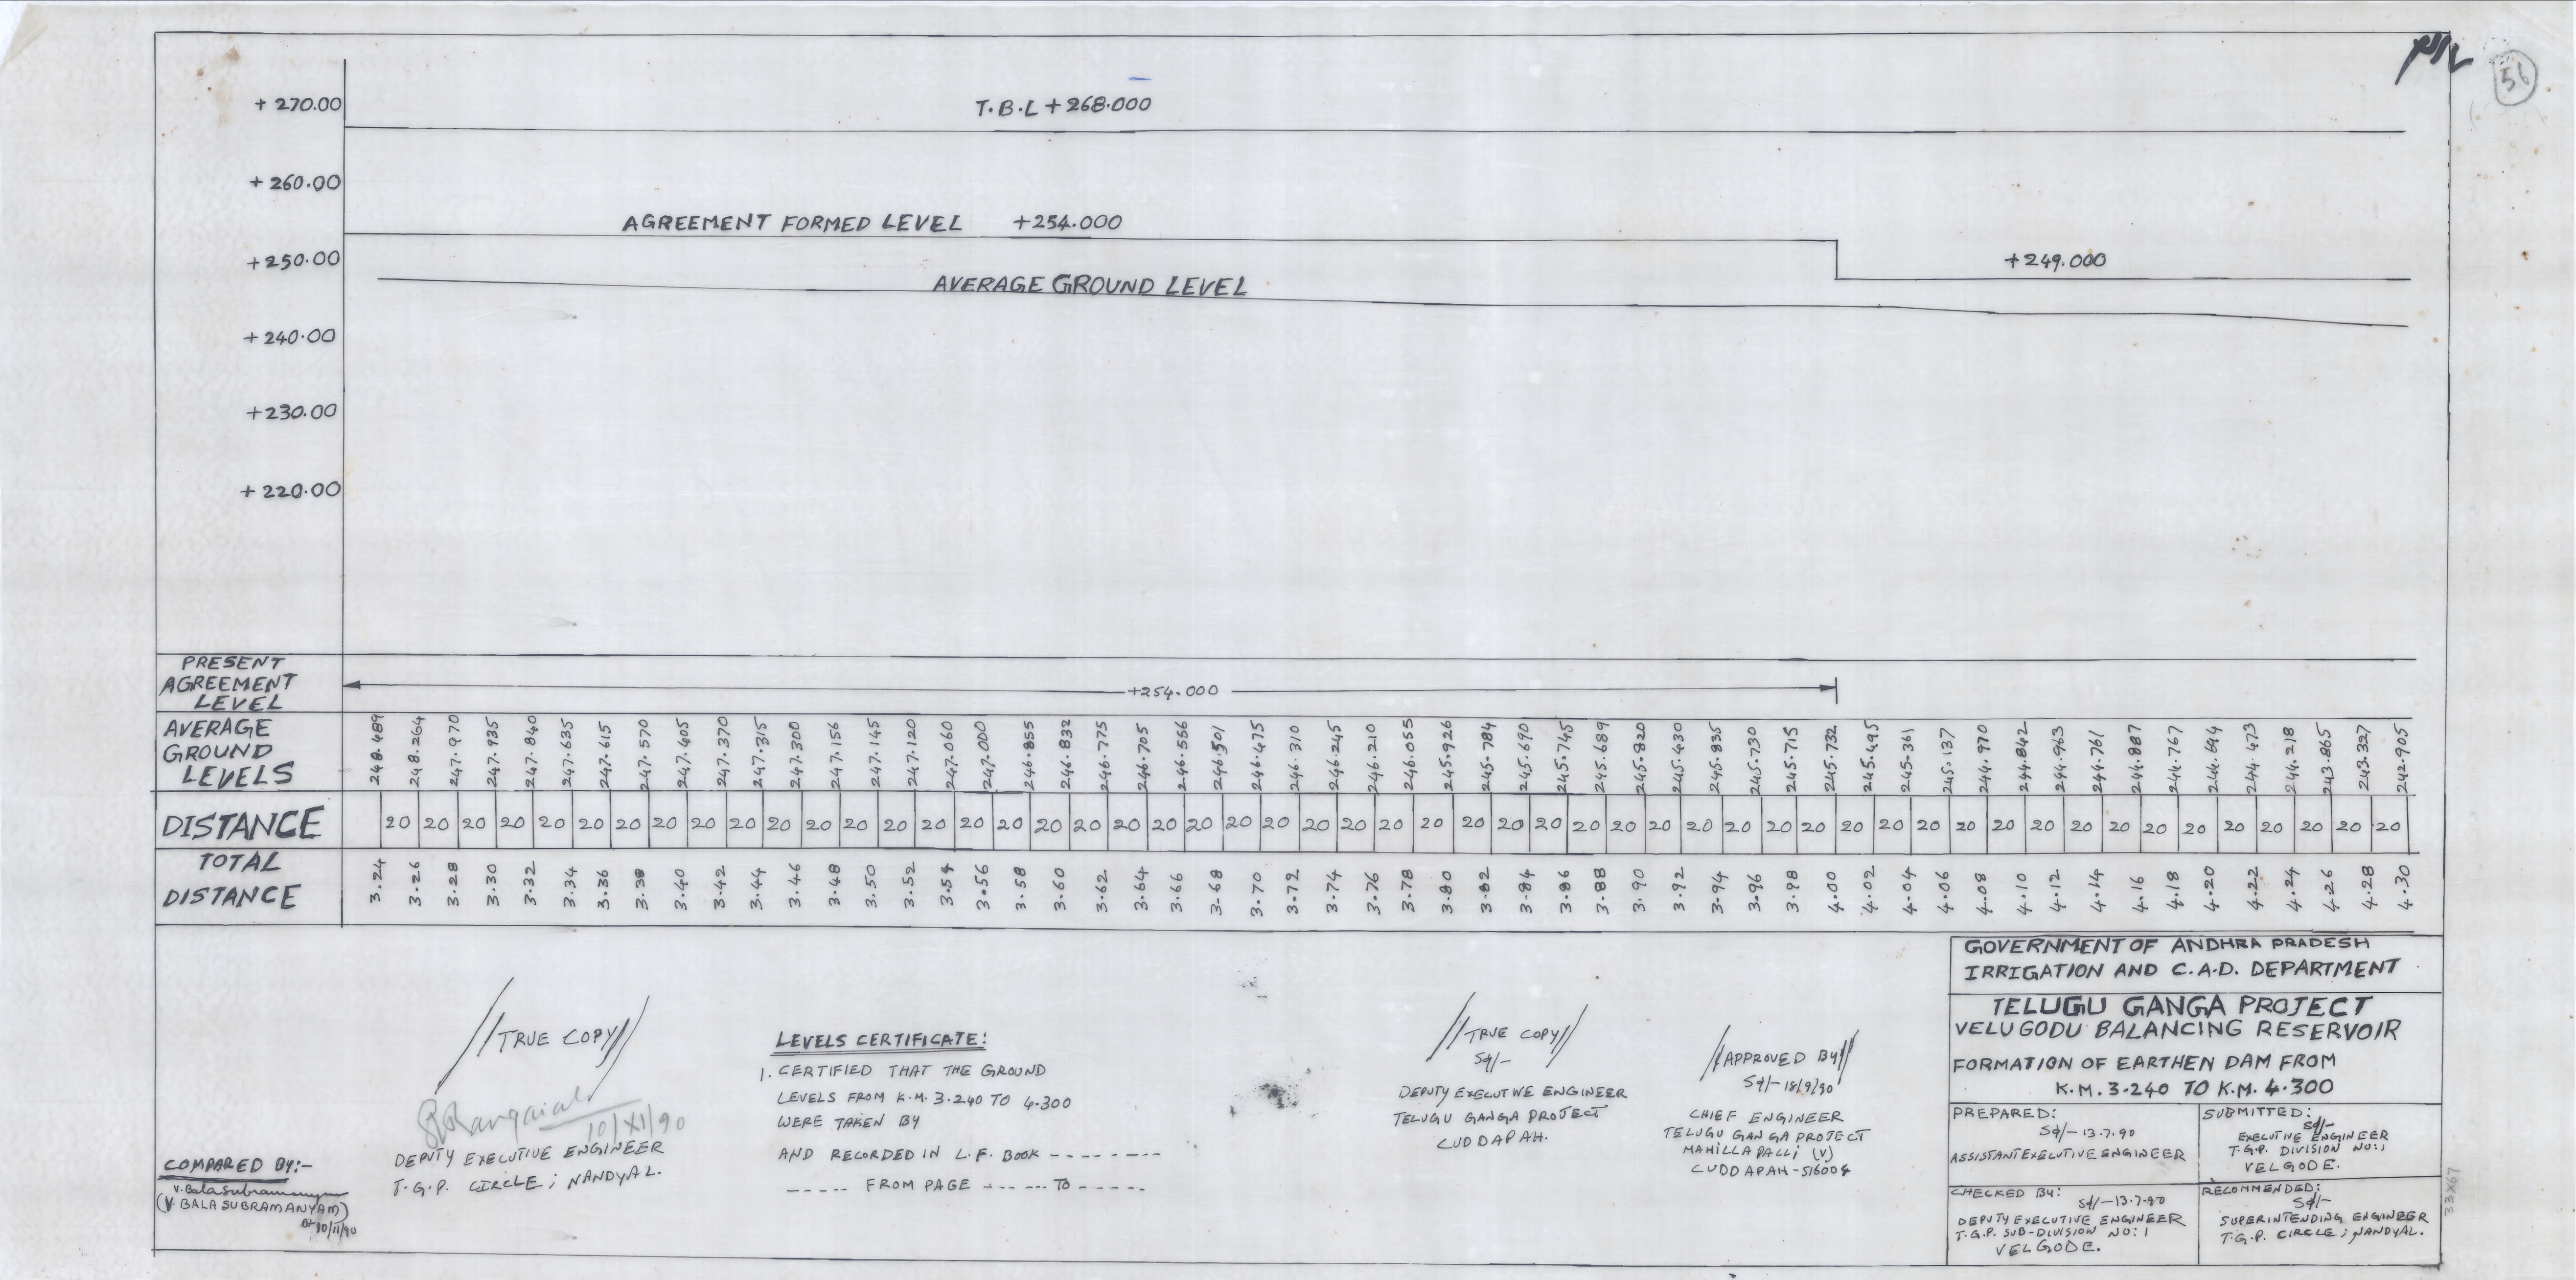 56
+270.00
T.B.L +268.000
+260.00
AGREEMENT FORMED LEVEL +254.000
+250.00
+249.000
AVERAGE GROUND LEVEL
+240.00
+230.00
+220.00
PRESENT
AGREEMENT
LEVEL
+254.000
AVERAGE
GROUND
LEVELS
248.489 248.264 247.970 247.935 247.840 247.635 247.615 247.570 247.405 247.370 247.315 247.300 247.156 247.145 247.120 247.060 247.000 246.855 246.832 246.775 246.705 246.566 246.501 246.475 246.310 246.245 246.210 246.055 245.926 245.784 245.690 245.745 245.689 245.820 245.430 245.835 245.730 245.715 245.732 245.495 245.361 245.137 244.970 244.842 244.963 244.761 244.887 244.767 244.694 244.473 244.218 243.865 243.327 242.905
DISTANCE
20 20 20 20 20 20 20 20 20 20 20 20 20 20 20 20 20 20 20 20 20 20 20 20 20 20 20 20 20 20 20 20 20 20 20 20 20 20 20 20 20 20 20 20 20 20 20 20 20 20 20 20 20
TOTAL
DISTANCE
3.24 3.26 3.28 3.30 3.32 3.34 3.36 3.38 3.40 3.42 3.44 3.46 3.48 3.50 3.52 3.54 3.56 3.58 3.60 3.62 3.64 3.66 3.68 3.70 3.72 3.74 3.76 3.78 3.80 3.82 3.84 3.86 3.88 3.90 3.92 3.94 3.96 3.98 4.00 4.02 4.04 4.06 4.08 4.10 4.12 4.14 4.16 4.18 4.20 4.22 4.24 4.26 4.28 4.30
COMPARED BY:-
V. Balasubramanyam
(V. BALASUBRAMANYAM)
10/11/90
//TRUE COPY//
10/XI/90
DEPUTY EXECUTIVE ENGINEER
T.G.P. CIRCLE; NANDYAL.
LEVELS CERTIFICATE:
1. CERTIFIED THAT THE GROUND
LEVELS FROM K.M. 3.240 TO 4.300
WERE TAKEN BY
AND RECORDED IN L.F. BOOK --------
----- FROM PAGE ------ TO -----
//TRUE COPY//
Sd/-
DEPUTY EXECUTIVE ENGINEER
TELUGU GANGA PROJECT
CUDDAPAH.
//APPROVED BY//
Sd/- 18/9/90
CHIEF ENGINEER
TELUGU GANGA PROJECT
MAHILLAPALLI (V)
CUDDAPAH-516004
GOVERNMENT OF ANDHRA PRADESH
IRRIGATION AND C.A.D. DEPARTMENT
TELUGU GANGA PROJECT
VELUGODU BALANCING RESERVOIR
FORMATION OF EARTHEN DAM FROM
K.M. 3.240 TO K.M. 4.300
PREPARED:
Sd/- 13.7.90
ASSISTANT EXECUTIVE ENGINEER
SUBMITTED:
Sd/-
EXECUTIVE ENGINEER
T.G.P. DIVISION NO:1
VELGODE.
CHECKED BY:
Sd/- 13.7.90
DEPUTY EXECUTIVE ENGINEER
T.G.P. SUB-DIVISION NO:1
VELGODE.
RECOMMENDED:
Sd/-
SUPERINTENDING ENGINEER
T.G.P. CIRCLE; NANDYAL.
33X67